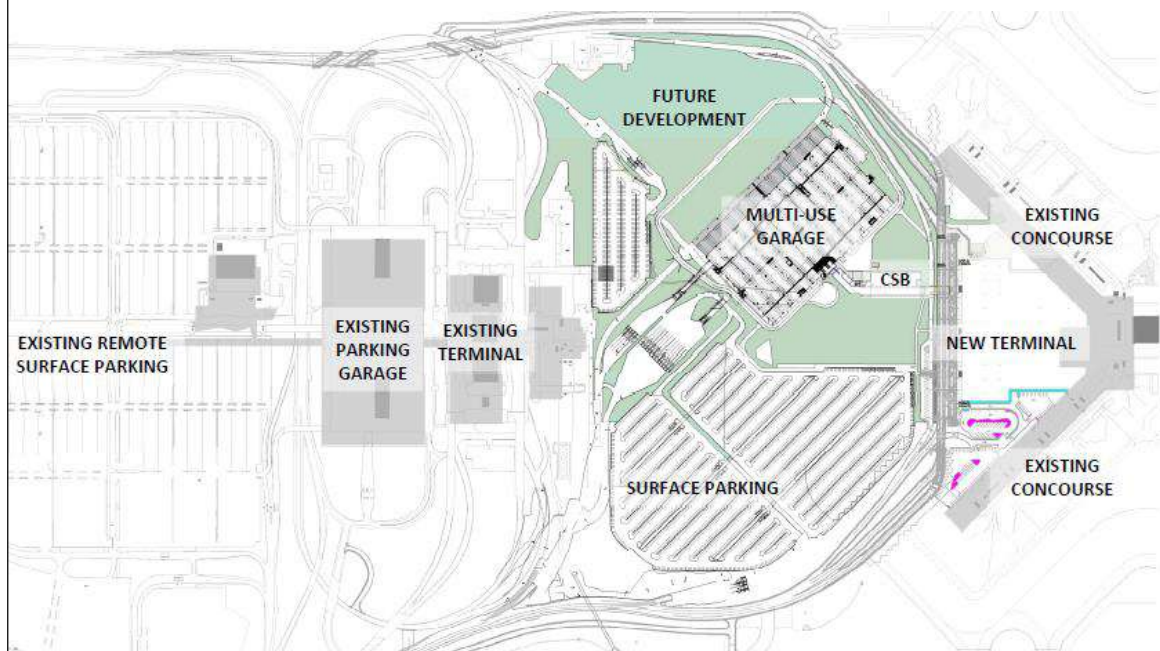 FUTURE
DEVELOPMENT
MULTI-USE
GARAGE
EXISTING
CONCOURSE
CSB
EXISTING REMOTE
SURFACE PARKING
EXISTING
PARKING
GARAGE
EXISTING
TERMINAL
NEW TERMINAL
SURFACE PARKING
EXISTING
CONCOURSE